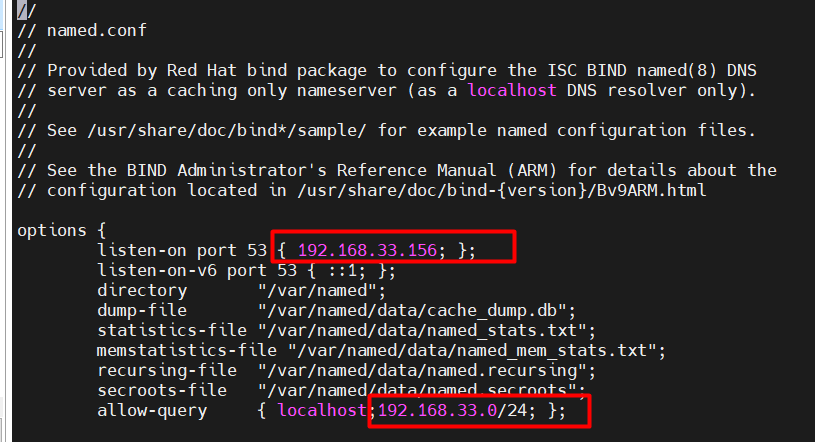 //
// named.conf
//
// Provided by Red Hat bind package to configure the ISC BIND named(8) DNS
// server as a caching only nameserver (as a localhost DNS resolver only).
//
// See /usr/share/doc/bind*/sample/ for example named configuration files.
//
// See the BIND Administrator's Reference Manual (ARM) for details about the
// configuration located in /usr/share/doc/bind-{version}/Bv9ARM.html

options {
        listen-on port 53 { 192.168.33.156; };
        listen-on-v6 port 53 { ::1; };
        directory       "/var/named";
        dump-file       "/var/named/data/cache_dump.db";
        statistics-file "/var/named/data/named_stats.txt";
        memstatistics-file "/var/named/data/named_mem_stats.txt";
        recursing-file  "/var/named/data/named.recursing";
        secroots-file   "/var/named/data/named.secroots";
        allow-query     { localhost;192.168.33.0/24; };